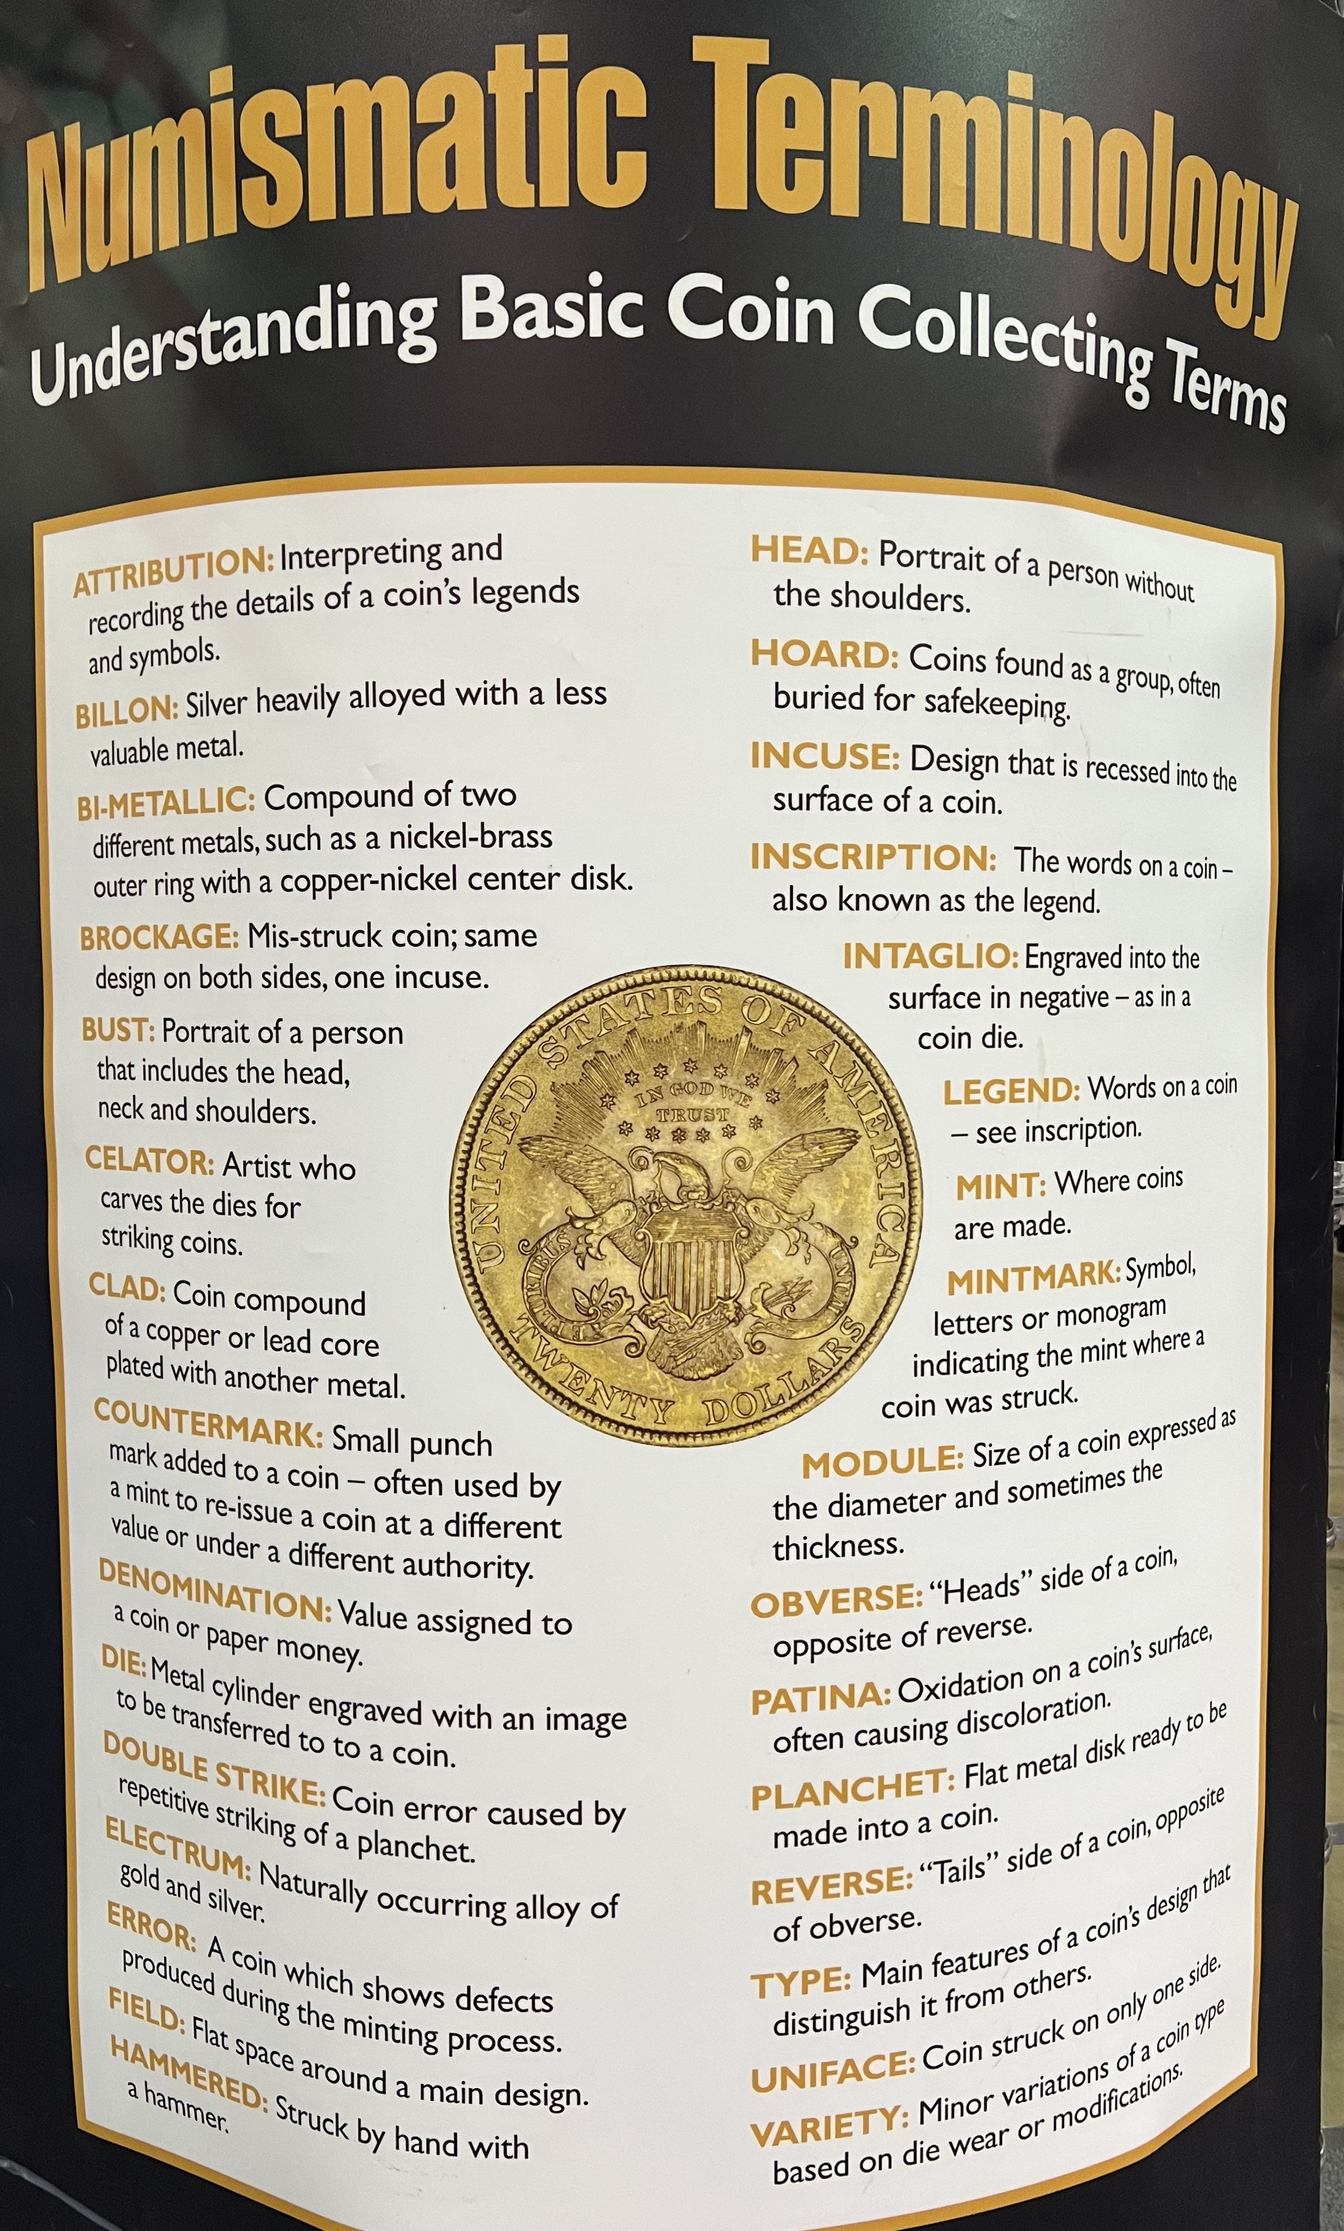 Numismatic Terminology
Understanding Basic Coin Collecting Terms
ATTRIBUTION: Interpreting and
recording the details of a coin's legends
and symbols.
BILLON: Silver heavily alloyed with a less
valuable metal.
BI-METALLIC: Compound of two
different metals, such as a nickel-brass
outer ring with a copper-nickel center disk.
BROCKAGE: Mis-struck coin; same
design on both sides, one incuse.
BUST: Portrait of a person
that includes the head,
neck and shoulders.
CELATOR: Artist who
carves the dies for
striking coins.
CLAD: Coin compound
of a copper or lead core
plated with another metal.
COUNTERMARK: Small punch
mark added to a coin – often used by
a mint to re-issue a coin at a different
value or under a different authority.
DENOMINATION: Value assigned to
a coin or paper money.
DIE: Metal cylinder engraved with an image
to be transferred to to a coin.
DOUBLE STRIKE: Coin error caused by
repetitive striking of a planchet.
ELECTRUM: Naturally occurring alloy of
gold and silver.
ERROR: A coin which shows defects
produced during the minting process.
FIELD: Flat space around a main design.
HAMMERED: Struck by hand with
a hammer.
HEAD: Portrait of a person without
the shoulders.
HOARD: Coins found as a group, often
buried for safekeeping.
INCUSE: Design that is recessed into the
surface of a coin.
INSCRIPTION: The words on a coin –
also known as the legend.
INTAGLIO: Engraved into the
surface in negative – as in a
coin die.
LEGEND: Words on a coin
– see inscription.
MINT: Where coins
are made.
MINTMARK: Symbol,
letters or monogram
indicating the mint where a
coin was struck.
MODULE: Size of a coin expressed as
the diameter and sometimes the
thickness.
OBVERSE: “Heads” side of a coin,
opposite of reverse.
PATINA: Oxidation on a coin's surface,
often causing discoloration.
PLANCHET: Flat metal disk ready to be
made into a coin.
REVERSE: “Tails” side of a coin, opposite
of obverse.
TYPE: Main features of a coin's design that
distinguish it from others.
UNIFACE: Coin struck on only one side.
VARIETY: Minor variations of a coin type
based on die wear or modifications.
UNITED STATES OF AMERICA
IN GOD WE
TRUST
TWENTY DOLLARS